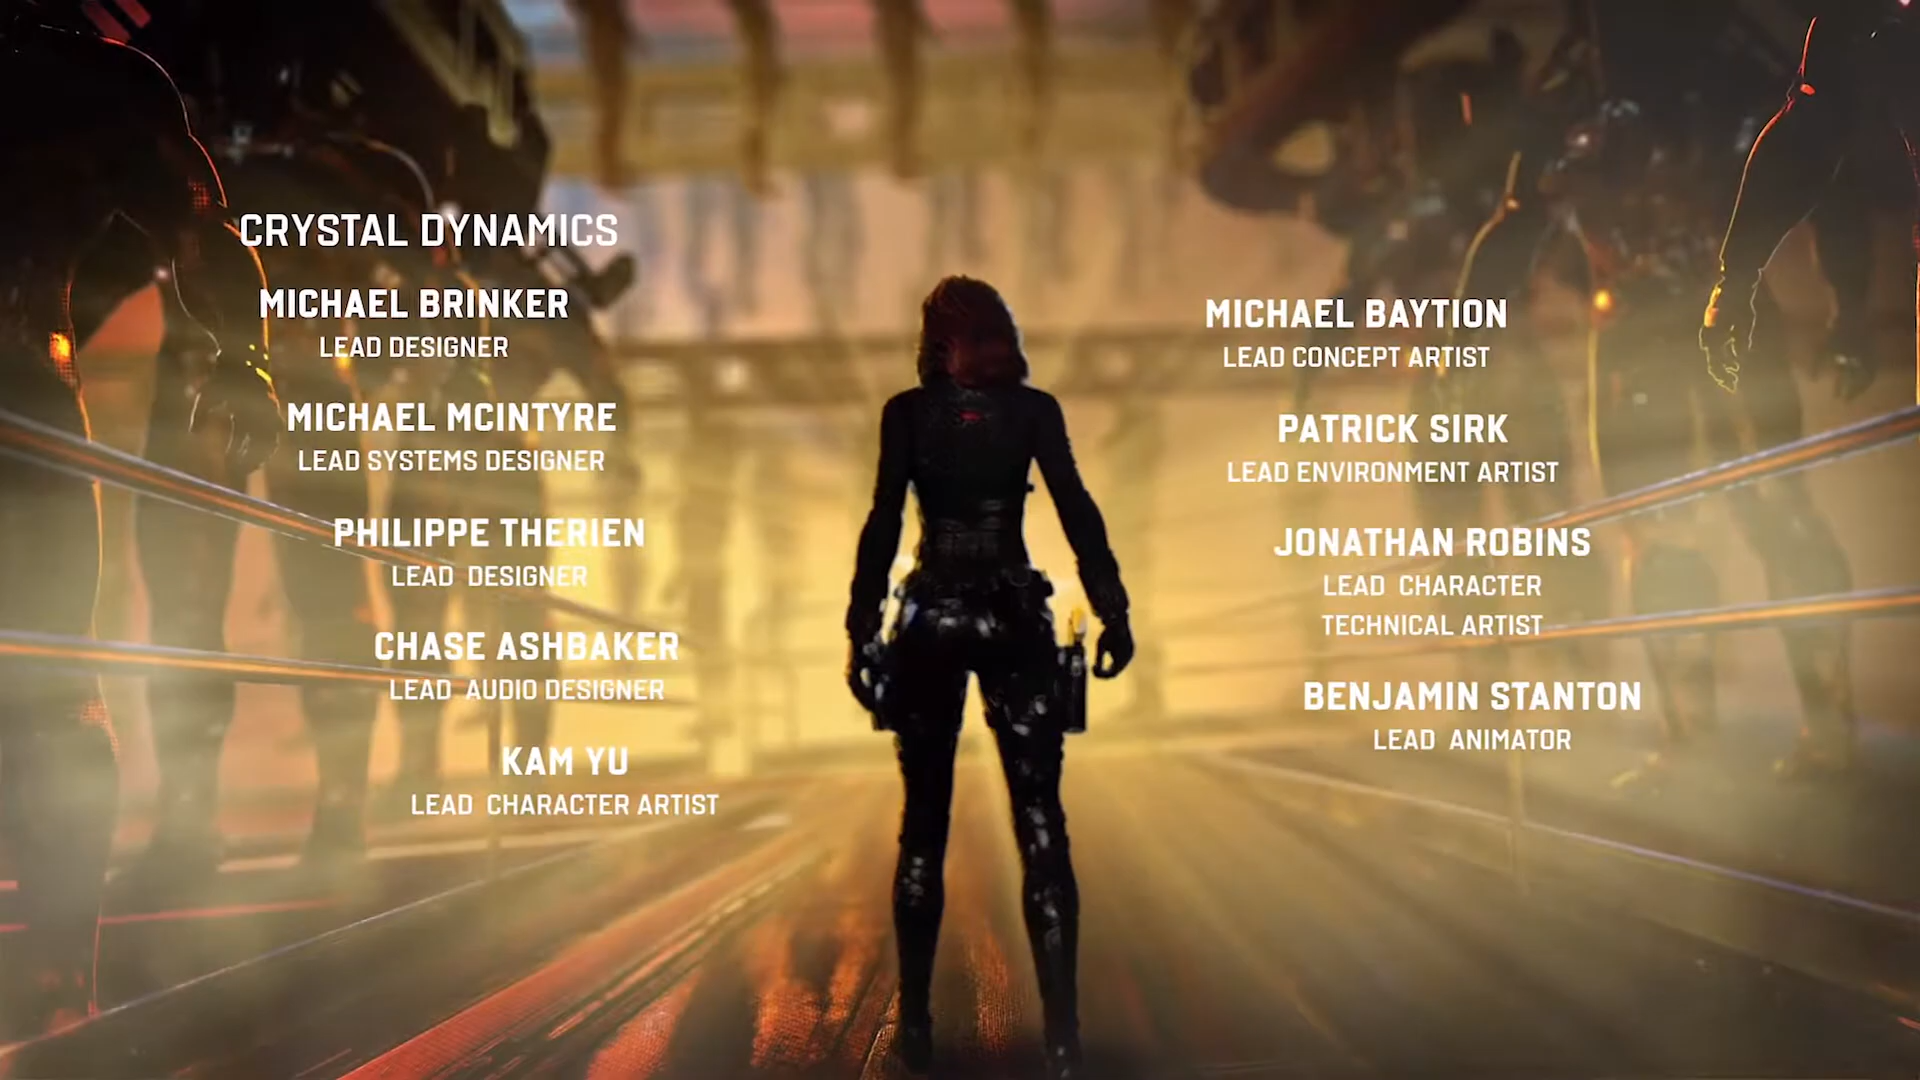 CRYSTAL DYNAMICS
MICHAEL BRINKER
LEAD DESIGNER
MICHAEL MCINTYRE
LEAD SYSTEMS DESIGNER
PHILIPPE THERIEN
LEAD DESIGNER
CHASE ASHBAKER
LEAD AUDIO DESIGNER
KAM YU
LEAD CHARACTER ARTIST
MICHAEL BAYTION
LEAD CONCEPT ARTIST
PATRICK SIRK
LEAD ENVIRONMENT ARTIST
JONATHAN ROBINS
LEAD CHARACTER
TECHNICAL ARTIST
BENJAMIN STANTON
LEAD ANIMATOR